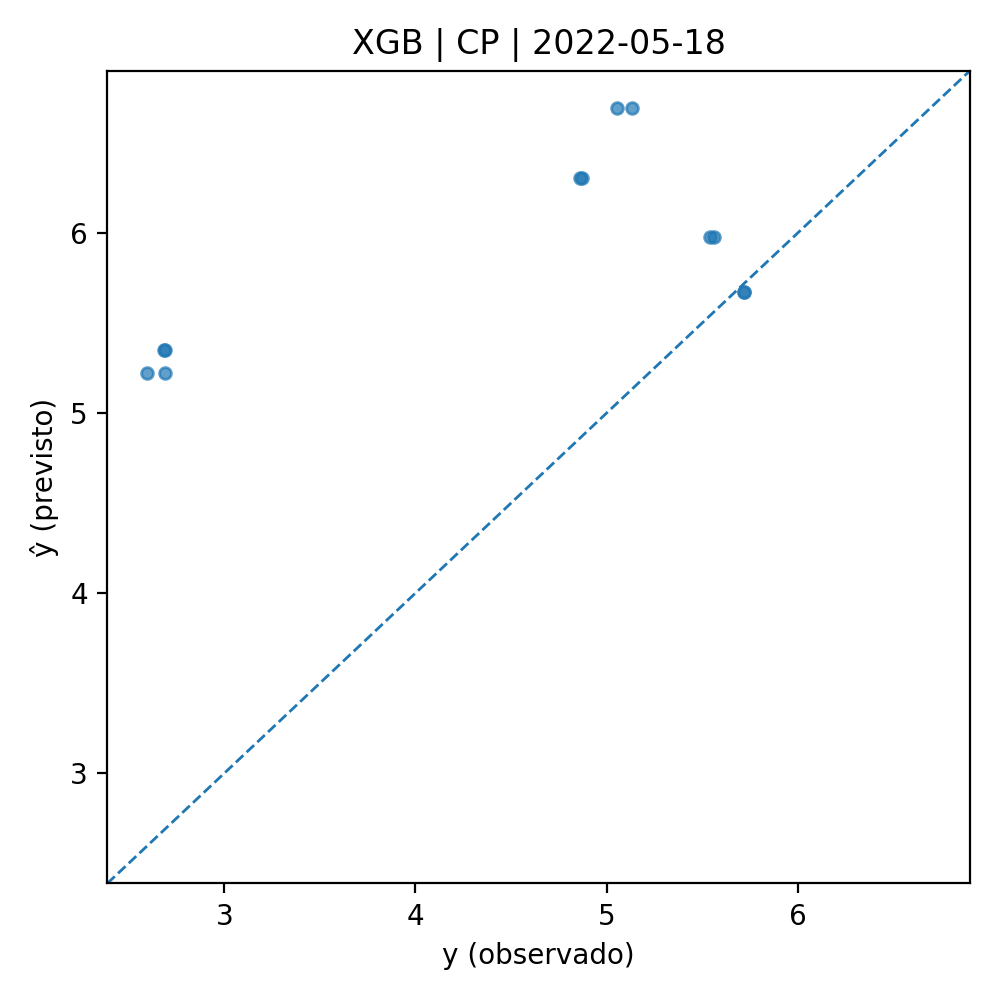 XGB | CP | 2022-05-18
6
5
4
3
ŷ (previsto)
3 4 5 6
y (observado)